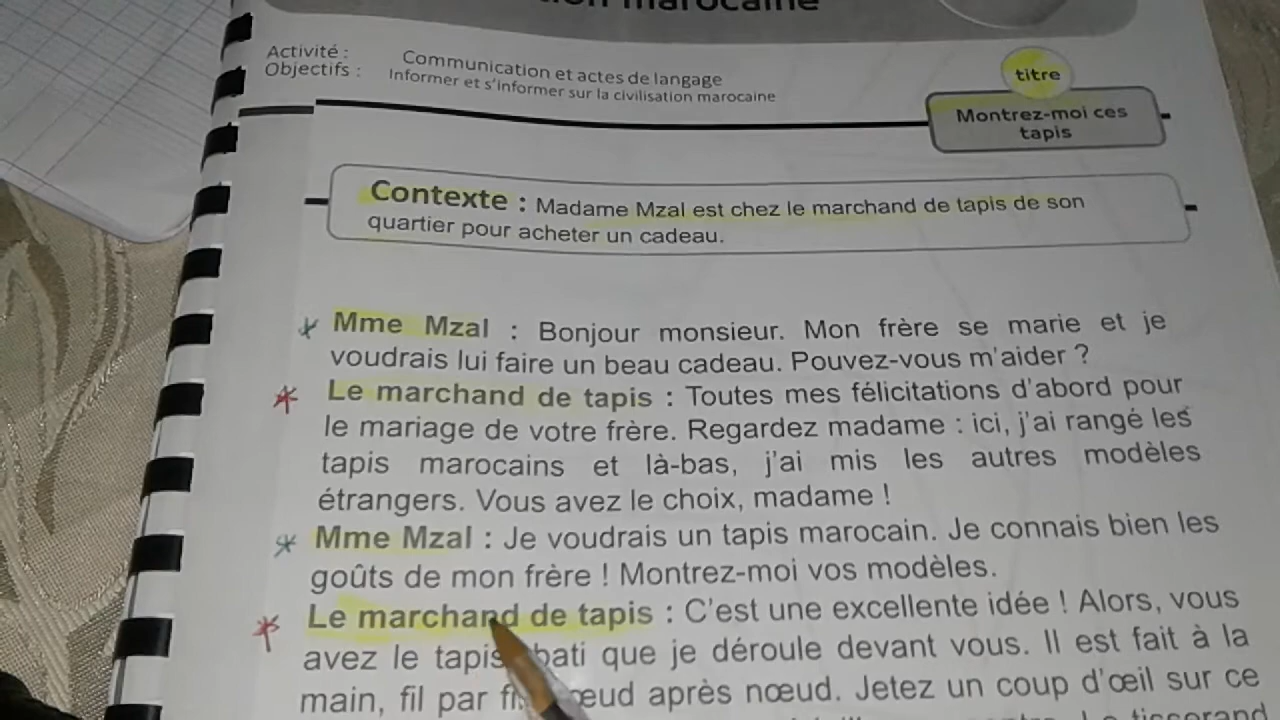 marocaine
Activité : Communication et actes de langage
Objectifs : Informer et s'informer sur la civilisation marocaine
titre
Montrez-moi ces
tapis
Contexte : Madame Mzal est chez le marchand de tapis de son
quartier pour acheter un cadeau.
Mme Mzal : Bonjour monsieur. Mon frère se marie et je
voudrais lui faire un beau cadeau. Pouvez-vous m'aider ?
Le marchand de tapis : Toutes mes félicitations d'abord pour
le mariage de votre frère. Regardez madame : ici, j'ai rangé les
tapis marocains et là-bas, j'ai mis les autres modèles
étrangers. Vous avez le choix, madame !
Mme Mzal : Je voudrais un tapis marocain. Je connais bien les
goûts de mon frère ! Montrez-moi vos modèles.
Le marchand de tapis : C'est une excellente idée ! Alors, vous
avez le tapis que je déroule devant vous. Il est fait à la
main, fil par après nœud. Jetez un coup d'œil sur ce